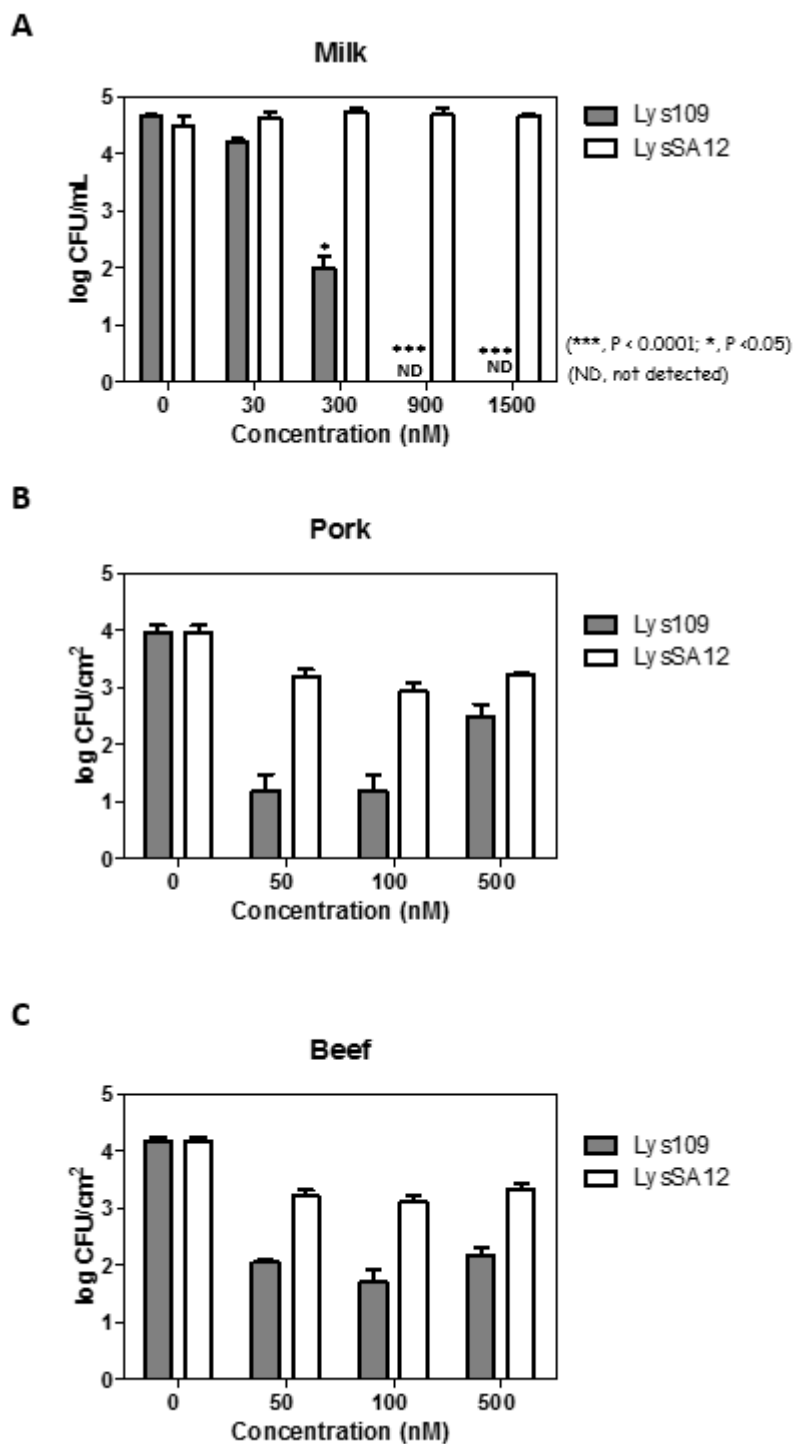 A
Milk
5
4
3
2
1
0
log CFU/mL
*
***
ND
***
ND
0 30 300 900 1500
Concentration (nM)
Lys109
LysSA12
(***, P < 0.0001; *, P <0.05)
(ND, not detected)
B
Pork
5
4
3
2
1
0
log CFU/cm²
0 50 100 500
Concentration (nM)
Lys109
LysSA12
C
Beef
5
4
3
2
1
0
log CFU/cm²
0 50 100 500
Concentration (nM)
Lys109
LysSA12